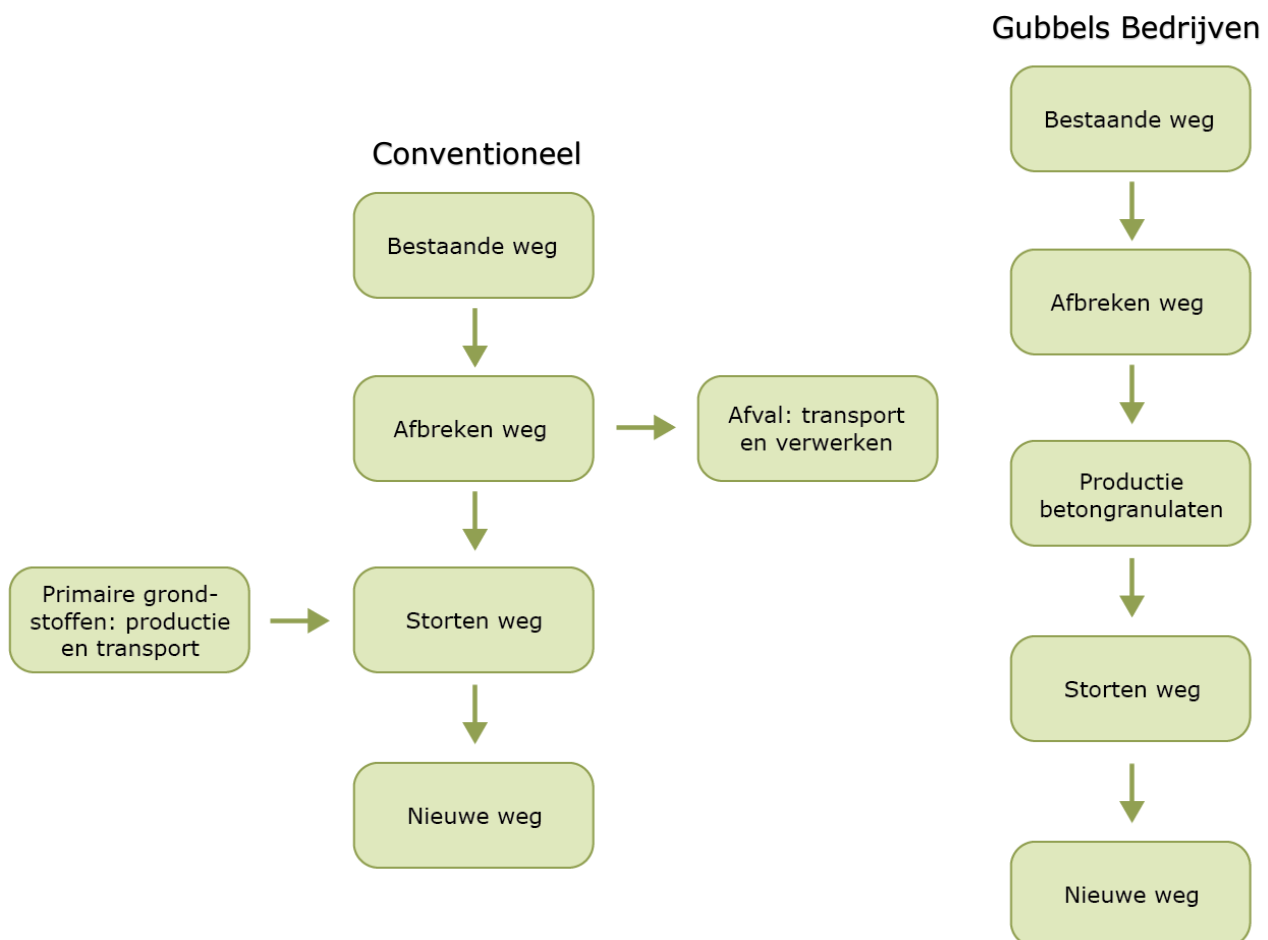 Conventioneel
Bestaande weg
Afbreken weg
Afval: transport
en verwerken
Primaire grond-
stoffen: productie
en transport
Storten weg
Nieuwe weg
Gubbels Bedrijven
Bestaande weg
Afbreken weg
Productie
betongranulaten
Storten weg
Nieuwe weg